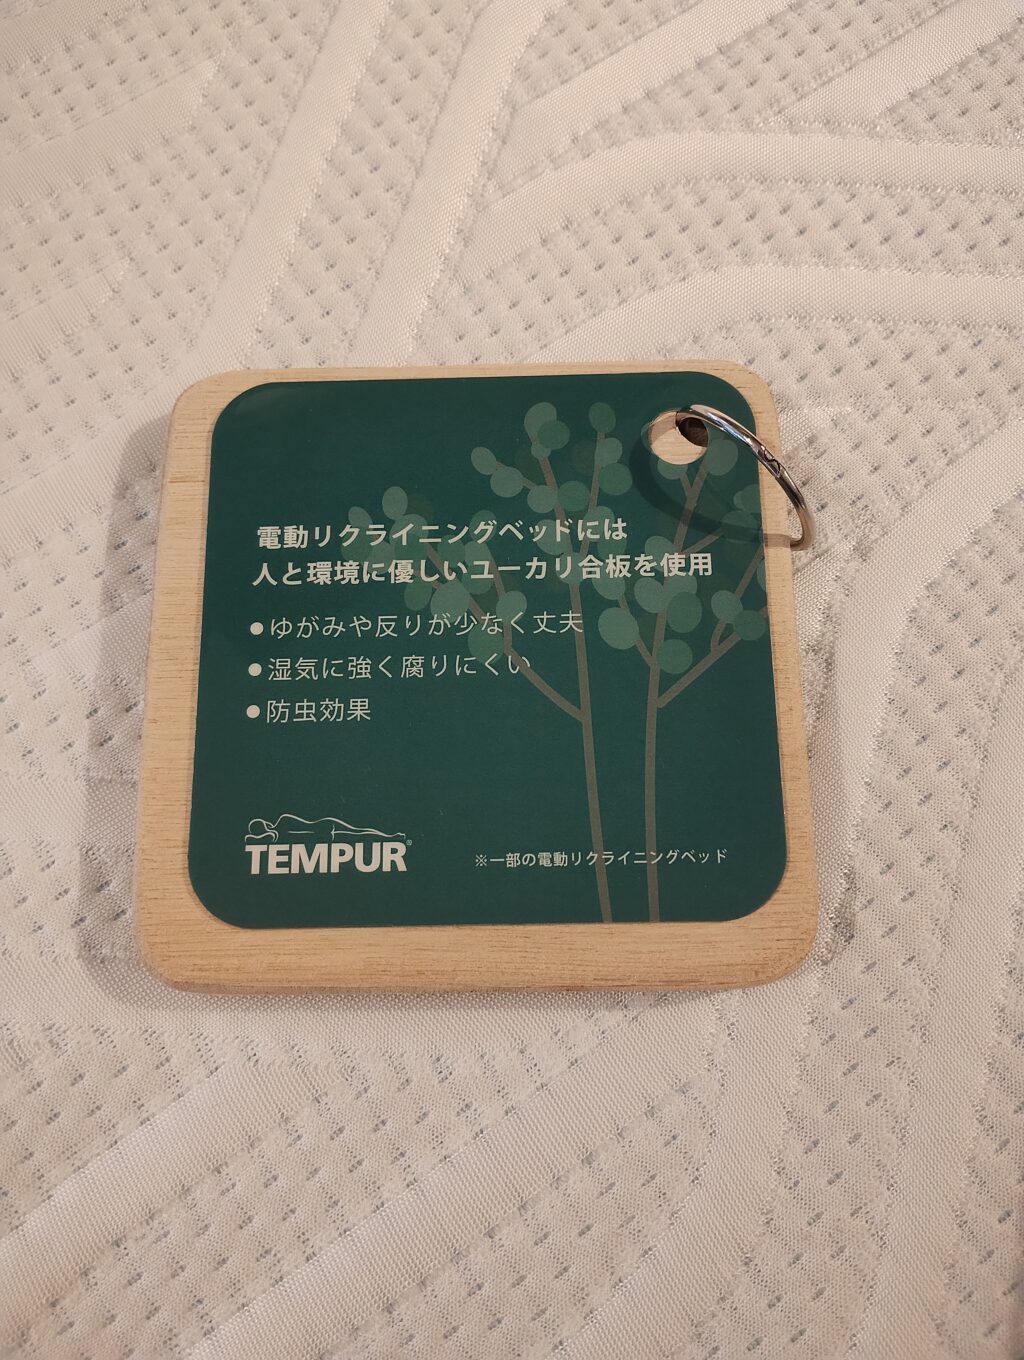 電動リクライニングベッドには
人と環境に優しいユーカリ合板を使用
●ゆがみや反りが少なく丈夫
●湿気に強く腐りにくい
●防虫効果
TEMPUR®
※一部の電動リクライニングベッド